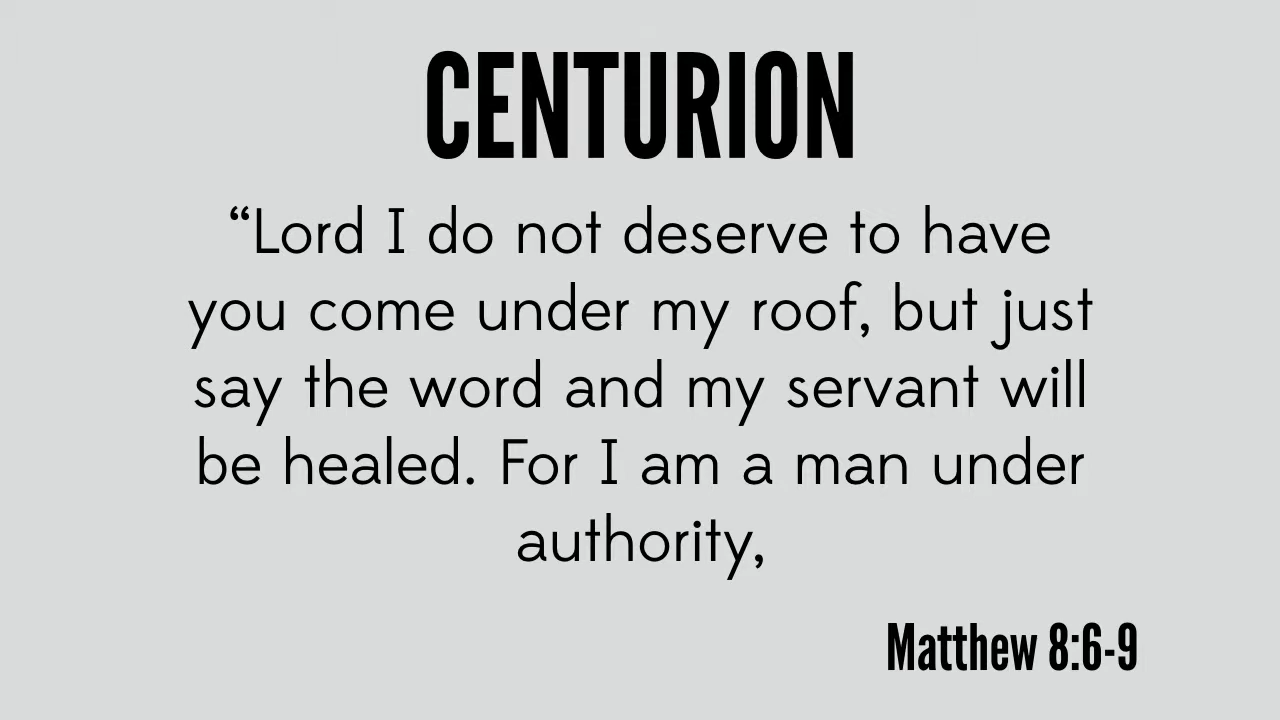 CENTURION
“Lord I do not deserve to have
you come under my roof, but just
say the word and my servant will
be healed. For I am a man under
authority,
Matthew 8:6-9